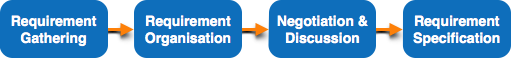 Requirement
Gathering
Requirement
Organisation
Negotiation &
Discussion
Requirement
Specification